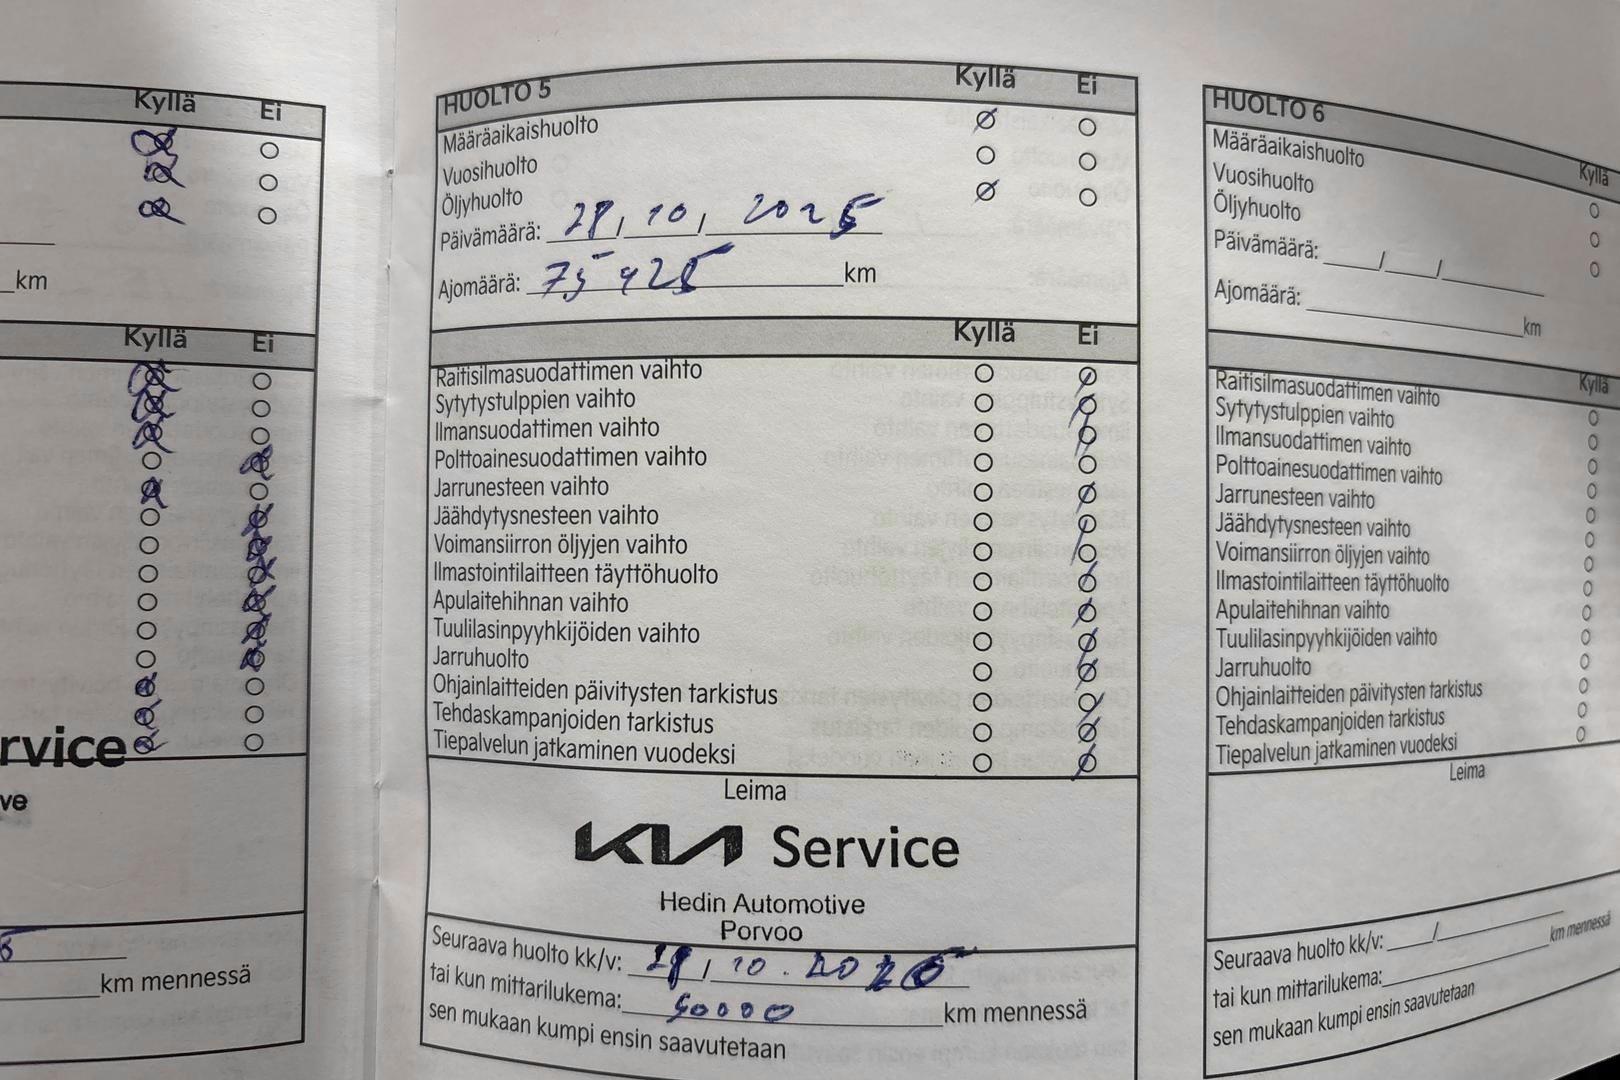 Kyllä Ei
km
Kyllä Ei
rvice
ve
km mennessä
HUOLTO 5 Kyllä Ei
Määräaikaishuolto
Vuosihuolto
Öljyhuolto
Päivämäärä: 28 / 10 / 2025
Ajomäärä: 75 425 km
Kyllä Ei
Raitisilmasuodattimen vaihto
Sytytystulppien vaihto
Ilmansuodattimen vaihto
Polttoainesuodattimen vaihto
Jarrunesteen vaihto
Jäähdytysnesteen vaihto
Voimansiirron öljyjen vaihto
Ilmastointilaitteen täyttöhuolto
Apulaitehihnan vaihto
Tuulilasinpyyhkijöiden vaihto
Jarruhuolto
Ohjainlaitteiden päivitysten tarkistus
Tehdaskampanjoiden tarkistus
Tiepalvelun jatkaminen vuodeksi
Leima
KIA Service
Hedin Automotive
Porvoo
Seuraava huolto kk/v: / 10 .
tai kun mittarilukema: km mennessä
sen mukaan kumpi ensin saavutetaan
HUOLTO 6
Kyllä
Määräaikaishuolto
Vuosihuolto
Öljyhuolto
Päivämäärä: / /
Ajomäärä: km
Kyllä
Raitisilmasuodattimen vaihto
Sytytystulppien vaihto
Ilmansuodattimen vaihto
Polttoainesuodattimen vaihto
Jarrunesteen vaihto
Jäähdytysnesteen vaihto
Voimansiirron öljyjen vaihto
Ilmastointilaitteen täyttöhuolto
Apulaitehihnan vaihto
Tuulilasinpyyhkijöiden vaihto
Jarruhuolto
Ohjainlaitteiden päivitysten tarkistus
Tehdaskampanjoiden tarkistus
Tiepalvelun jatkaminen vuodeksi
Leima
Seuraava huolto kk/v: /
tai kun mittarilukema: km mennessä
sen mukaan kumpi ensin saavutetaan